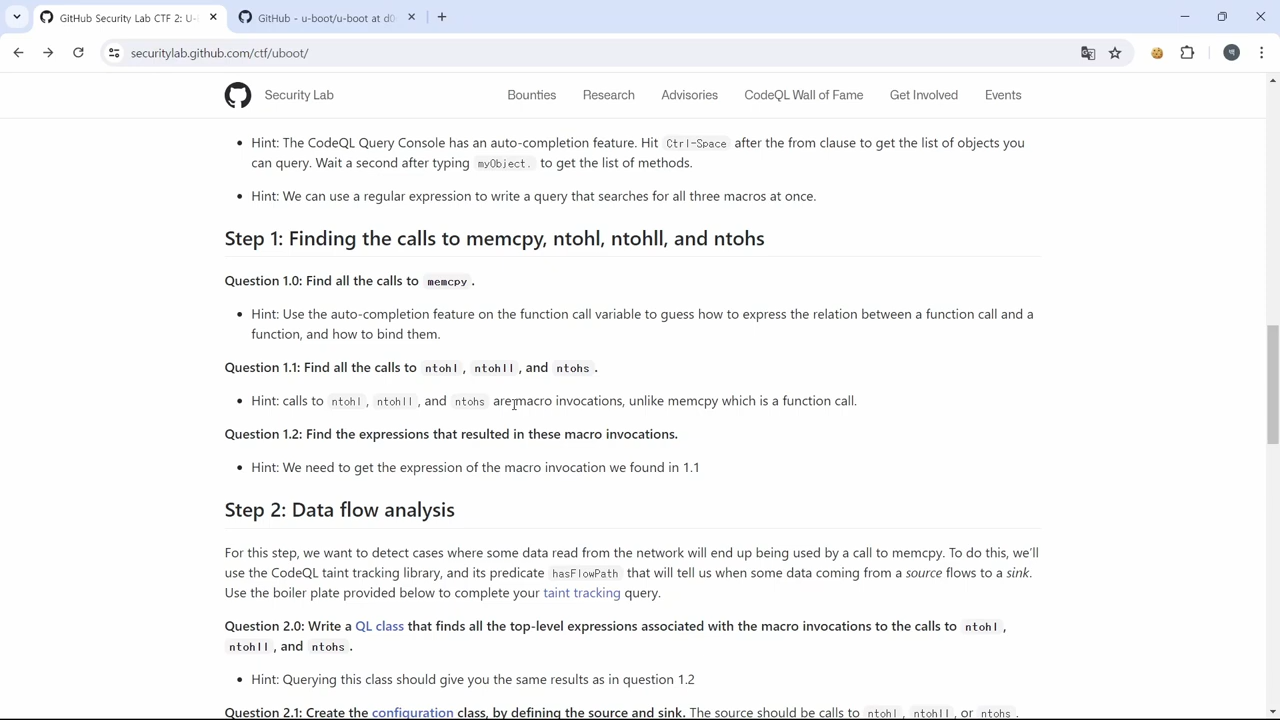 GitHub Security Lab CTF 2: U-
GitHub - u-boot/u-boot at d0
securitylab.github.com/ctf/uboot/
Security Lab
Bounties
Research
Advisories
CodeQL Wall of Fame
Get Involved
Events
• Hint: The CodeQL Query Console has an auto-completion feature. Hit Ctrl-Space after the from clause to get the list of objects you
can query. Wait a second after typing myObject. to get the list of methods.
• Hint: We can use a regular expression to write a query that searches for all three macros at once.
Step 1: Finding the calls to memcpy, ntohl, ntohll, and ntohs
Question 1.0: Find all the calls to memcpy.
• Hint: Use the auto-completion feature on the function call variable to guess how to express the relation between a function call and a
function, and how to bind them.
Question 1.1: Find all the calls to ntohl, ntohll, and ntohs.
• Hint: calls to ntohl, ntohll, and ntohs are macro invocations, unlike memcpy which is a function call.
Question 1.2: Find the expressions that resulted in these macro invocations.
• Hint: We need to get the expression of the macro invocation we found in 1.1
Step 2: Data flow analysis
For this step, we want to detect cases where some data read from the network will end up being used by a call to memcpy. To do this, we'll
use the CodeQL taint tracking library, and its predicate hasFlowPath that will tell us when some data coming from a source flows to a sink.
Use the boiler plate provided below to complete your taint tracking query.
Question 2.0: Write a QL class that finds all the top-level expressions associated with the macro invocations to the calls to ntohl,
ntohll, and ntohs.
• Hint: Querying this class should give you the same results as in question 1.2
Question 2.1: Create the configuration class, by defining the source and sink. The source should be calls to ntohl, ntohll, or ntohs.